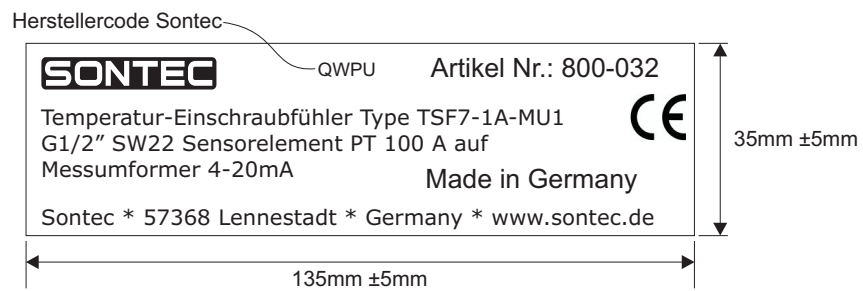 Herstellercode Sontec
SONTEC QWPU Artikel Nr.: 800-032
Temperatur-Einschraubfühler Type TSF7-1A-MU1 CE
G1/2” SW22 Sensorelement PT 100 A auf
Messumformer 4-20mA
Made in Germany
Sontec * 57368 Lennestadt * Germany * www.sontec.de
35mm ±5mm
135mm ±5mm